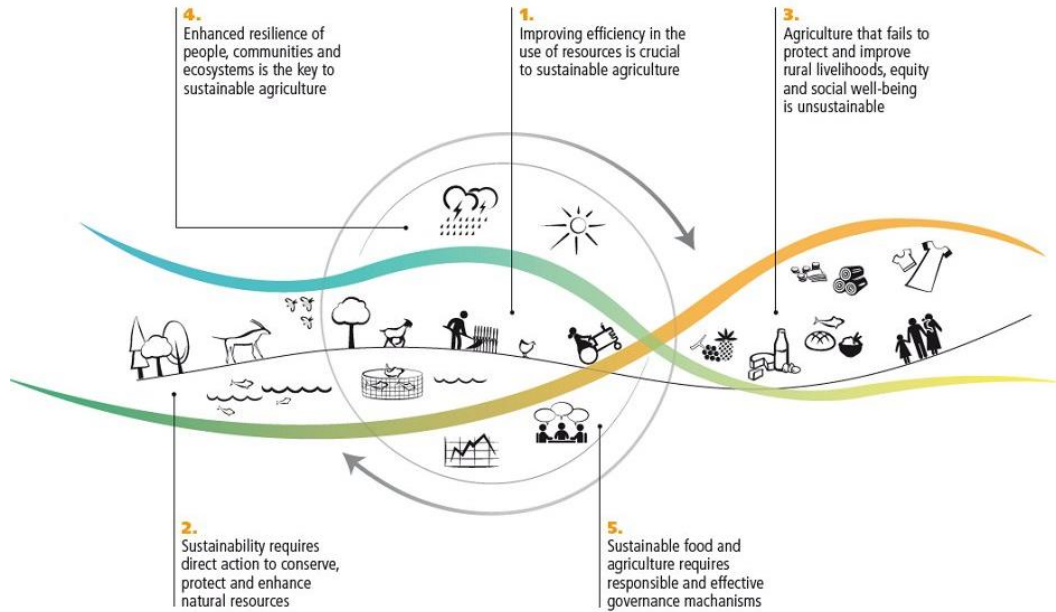 4.
Enhanced resilience of
people, communities and
ecosystems is the key to
sustainable agriculture
1.
Improving efficiency in the
use of resources is crucial
to sustainable agriculture
3.
Agriculture that fails to
protect and improve
rural livelihoods, equity
and social well-being
is unsustainable
2.
Sustainability requires
direct action to conserve,
protect and enhance
natural resources
5.
Sustainable food and
agriculture requires
responsible and effective
governance machanisms